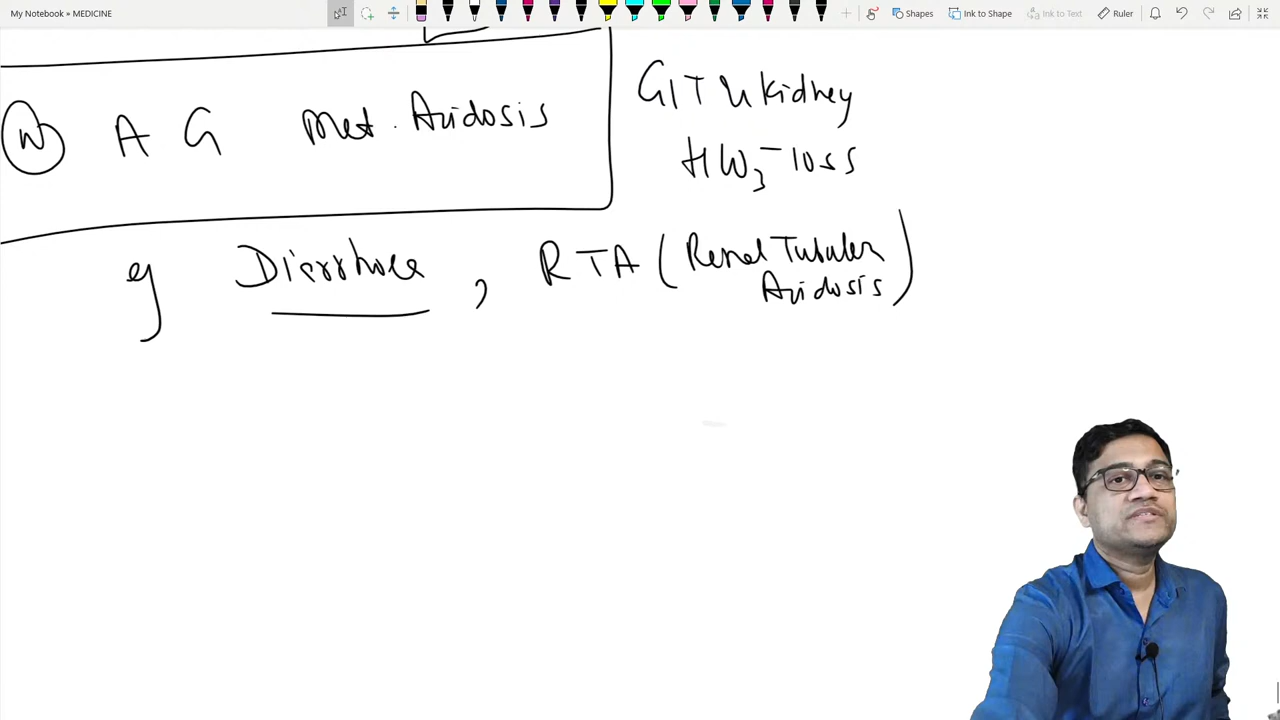 My Notebook = MEDICINE
Shapes Ink to Shape Ink to Text Ruler
(N) A G Met. Acidosis
GIT या Kidney
HCO3- loss
eg Diarrhoea, RTA (Renal Tubular
Acidosis)